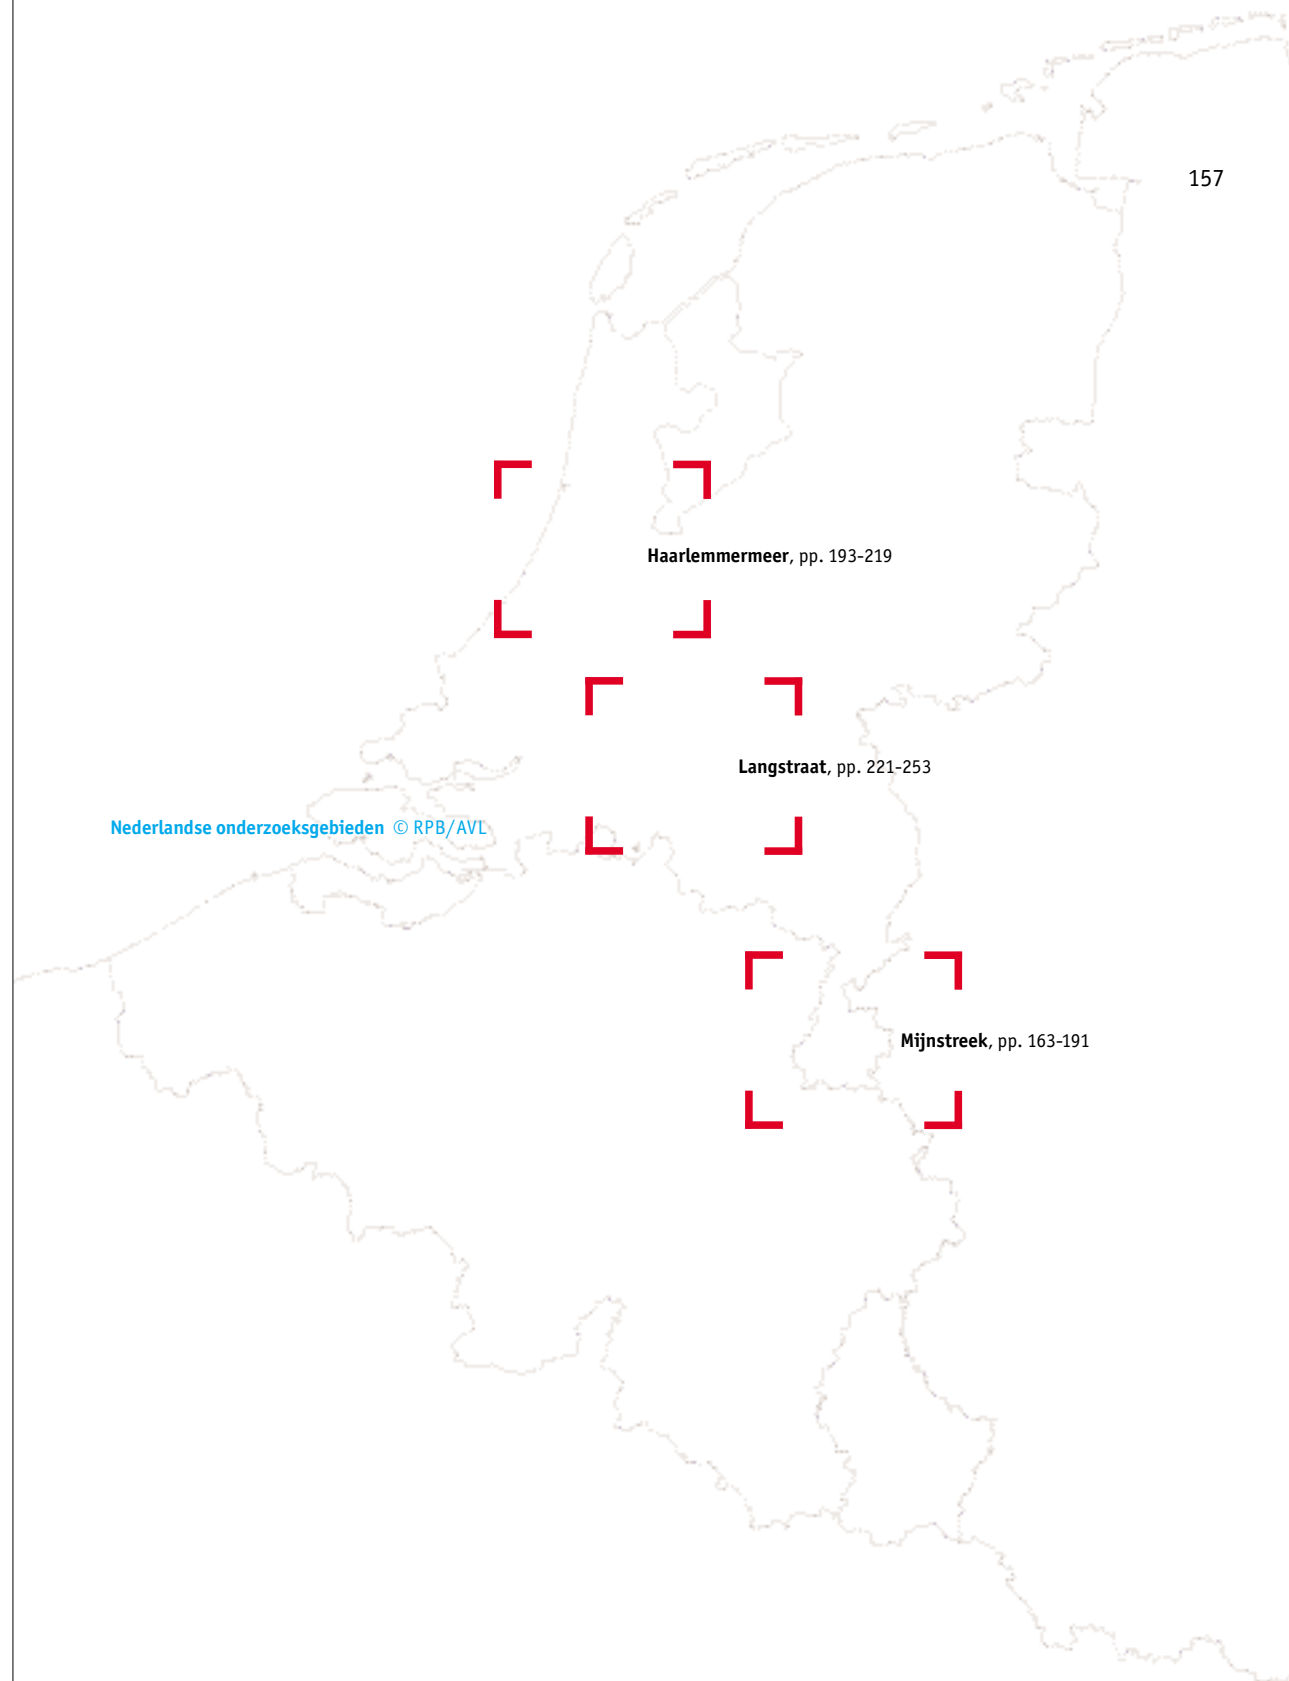 157
Haarlemmermeer, pp. 193-219
Langstraat, pp. 221-253
Nederlandse onderzoeksgebieden © RPB/AVL
Mijnstreek, pp. 163-191